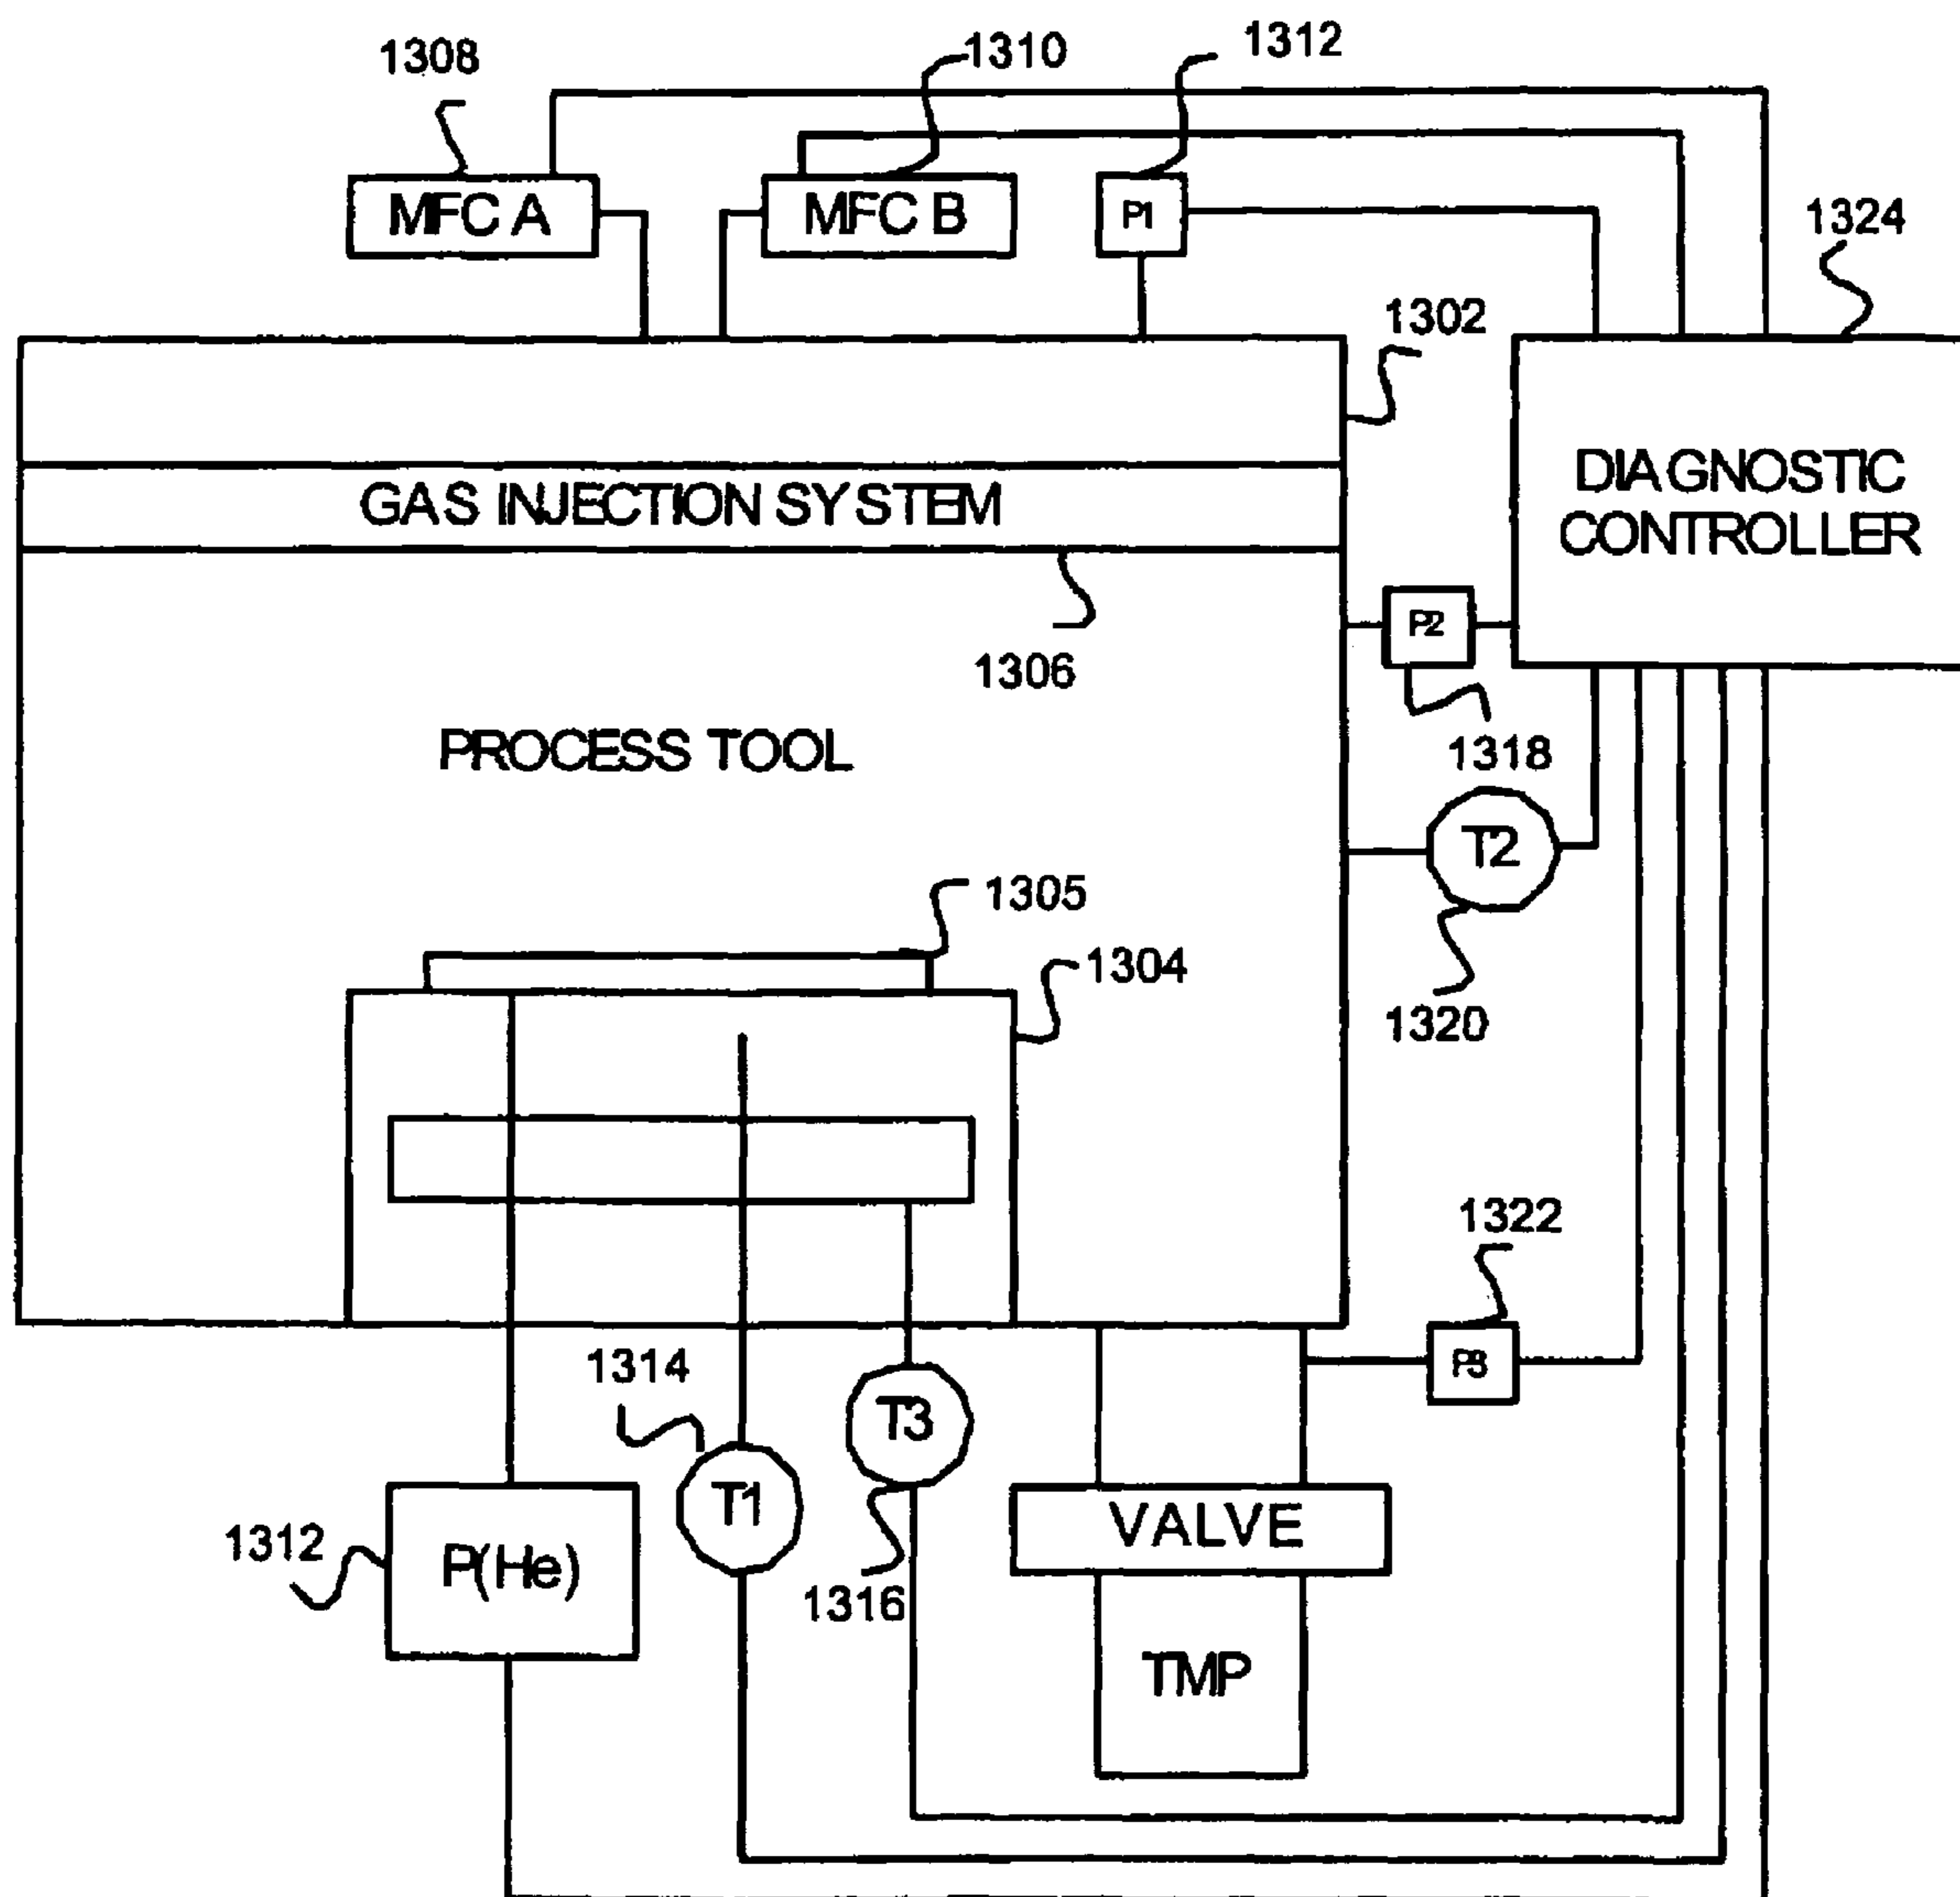 1308
1310
1312
MFC A
MFC B
P1
1324
1302
GAS INJECTION SYSTEM
DIAGNOSTIC
CONTROLLER
P2
1306
PROCESS TOOL
1318
T2
1305
1304
1320
1322
1314
T3
P3
T1
VALVE
1312
P(He)
1316
TMP